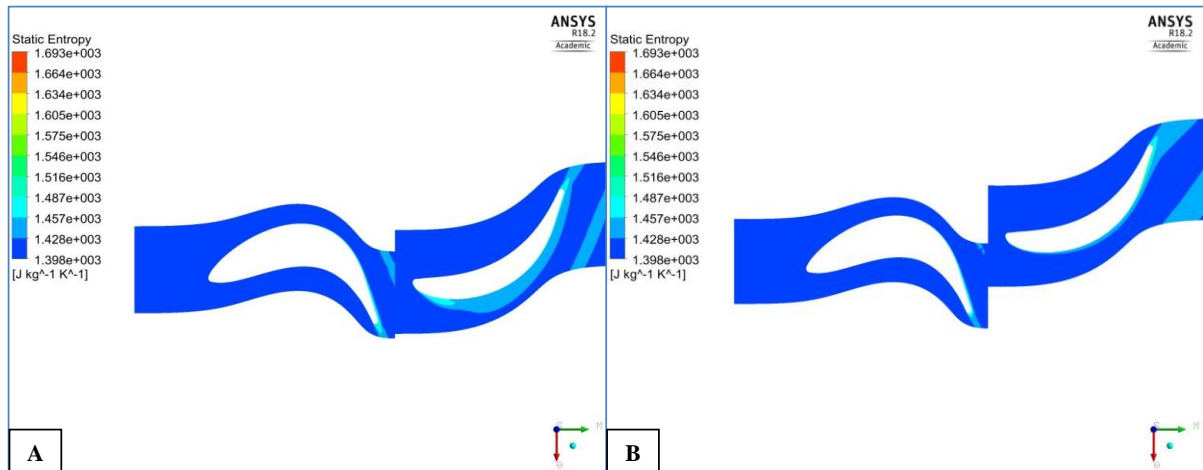 ANSYS
R18.2
Academic
Static Entropy
1.693e+003
1.664e+003
1.634e+003
1.605e+003
1.575e+003
1.546e+003
1.516e+003
1.487e+003
1.457e+003
1.428e+003
1.398e+003
[J kg^-1 K^-1]
A
ANSYS
R18.2
Academic
Static Entropy
1.693e+003
1.664e+003
1.634e+003
1.605e+003
1.575e+003
1.546e+003
1.516e+003
1.487e+003
1.457e+003
1.428e+003
1.398e+003
[J kg^-1 K^-1]
B